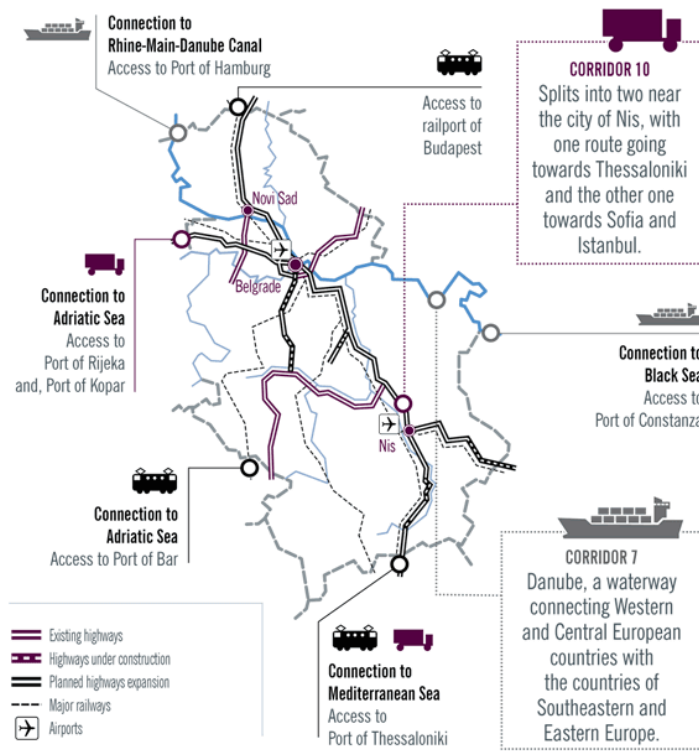 Connection to
Rhine-Main-Danube Canal
Access to Port of Hamburg
Access to
railport of
Budapest
CORRIDOR 10
Splits into two near
the city of Nis, with
one route going
towards Thessaloniki
and the other one
towards Sofia and
Istanbul.
Novi Sad
Belgrade
Connection to
Adriatic Sea
Access to
Port of Rijeka
and, Port of Kopar
Connection to
Black Sea
Access to
Port of Constanza
Nis
Connection to
Adriatic Sea
Access to Port of Bar
CORRIDOR 7
Danube, a waterway
connecting Western
and Central European
countries with
the countries of
Southeastern and
Eastern Europe.
Existing highways
Highways under construction
Planned highways expansion
Major railways
Airports
Connection to
Mediterranean Sea
Access to
Port of Thessaloniki